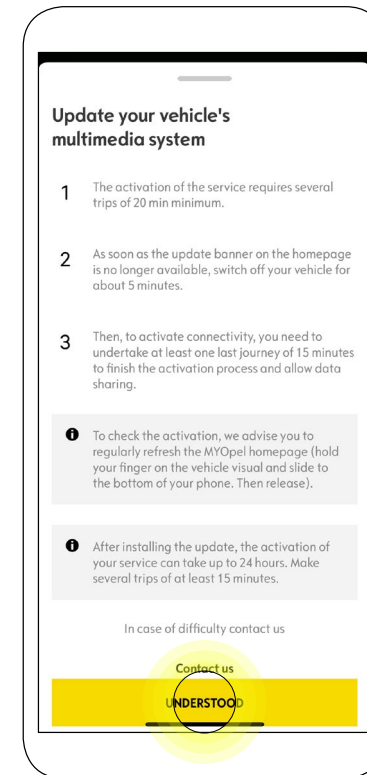 Update your vehicle's
multimedia system
1 The activation of the service requires several
trips of 20 min minimum.
2 As soon as the update banner on the homepage
is no longer available, switch off your vehicle for
about 5 minutes.
3 Then, to activate connectivity, you need to
undertake at least one last journey of 15 minutes
to finish the activation process and allow data
sharing.
To check the activation, we advise you to
regularly refresh the MYOpel homepage (hold
your finger on the vehicle visual and slide to
the bottom of your phone. Then release).
After installing the update, the activation of
your service can take up to 24 hours. Make
several trips of at least 15 minutes.
In case of difficulty contact us
Contact us
UNDERSTOOD